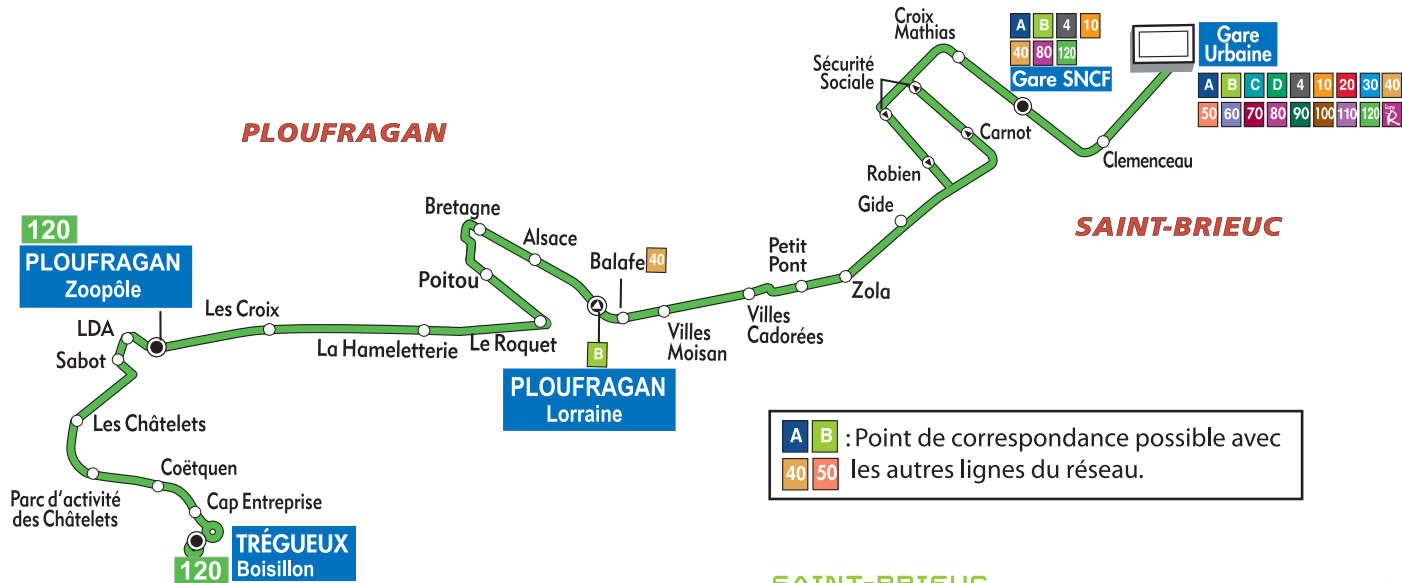 Croix
Mathias
A B 4 10
40 80 120
Gare SNCF
Gare
Urbaine
A B C D 4 10 20 30 40
50 60 70 80 90 100 110 120
Sécurité
Sociale
Carnot
Clemenceau
Robien
PLOUFRAGAN
SAINT-BRIEUC
Gide
Bretagne
Alsace
Balafe 40
Petit
Pont
Zola
120
PLOUFRAGAN
Zoopôle
Poitou
Les Croix
LDA
Sabot
La Hameletterie
Le Roquet
Villes
Moisan
Villes
Cadorées
B
PLOUFRAGAN
Lorraine
Les Châtelets
Coëtquen
Parc d'activité
des Châtelets
Cap Entreprise
TRÉGUEUX
120 Boisillon
A B : Point de correspondance possible avec
40 50 les autres lignes du réseau.
SAINT-BRIEUC